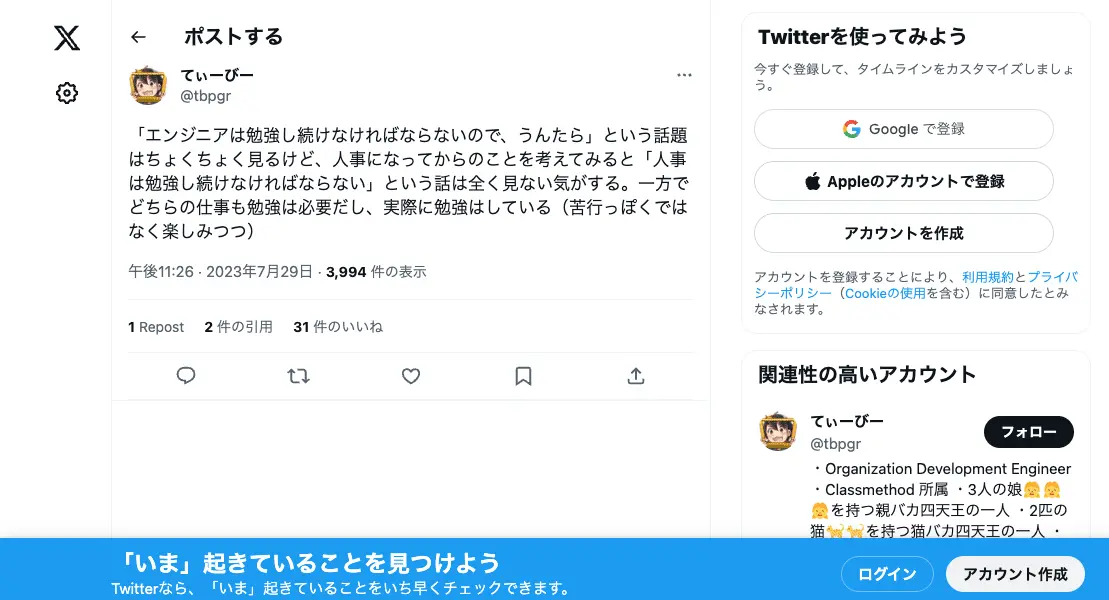 ポストする
てぃーびー
@tbpgr
「エンジニアは勉強し続けなければならないので、うんたら」という話題
はちょくちょく見るけど、人事になってからのことを考えてみると「人事
は勉強し続けなければならない」という話は全く見ない気がする。一方で
どちらの仕事も勉強は必要だし、実際に勉強はしている（苦行っぽくでは
なく楽しみつつ）
午後11:26 · 2023年7月29日 · 3,994 件の表示
1 Repost 2 件の引用 31 件のいいね
Twitterを使ってみよう
今すぐ登録して、タイムラインをカスタマイズしましょ
う。
Google で登録
Appleのアカウントで登録
アカウントを作成
アカウントを登録することにより、利用規約とプライバ
シーポリシー（Cookieの使用を含む）に同意したとみ
なされます。
関連性の高いアカウント
てぃーびー
@tbpgr
フォロー
・Organization Development Engineer
・Classmethod 所属 ・3人の娘👧👧
👧を持つ親バカ四天王の一人 ・2匹の
猫🐈🐈を持つ猫バカ四天王の一人 ・
「いま」起きていることを見つけよう
Twitterなら、「いま」起きていることをいち早くチェックできます。
ログイン
アカウント作成